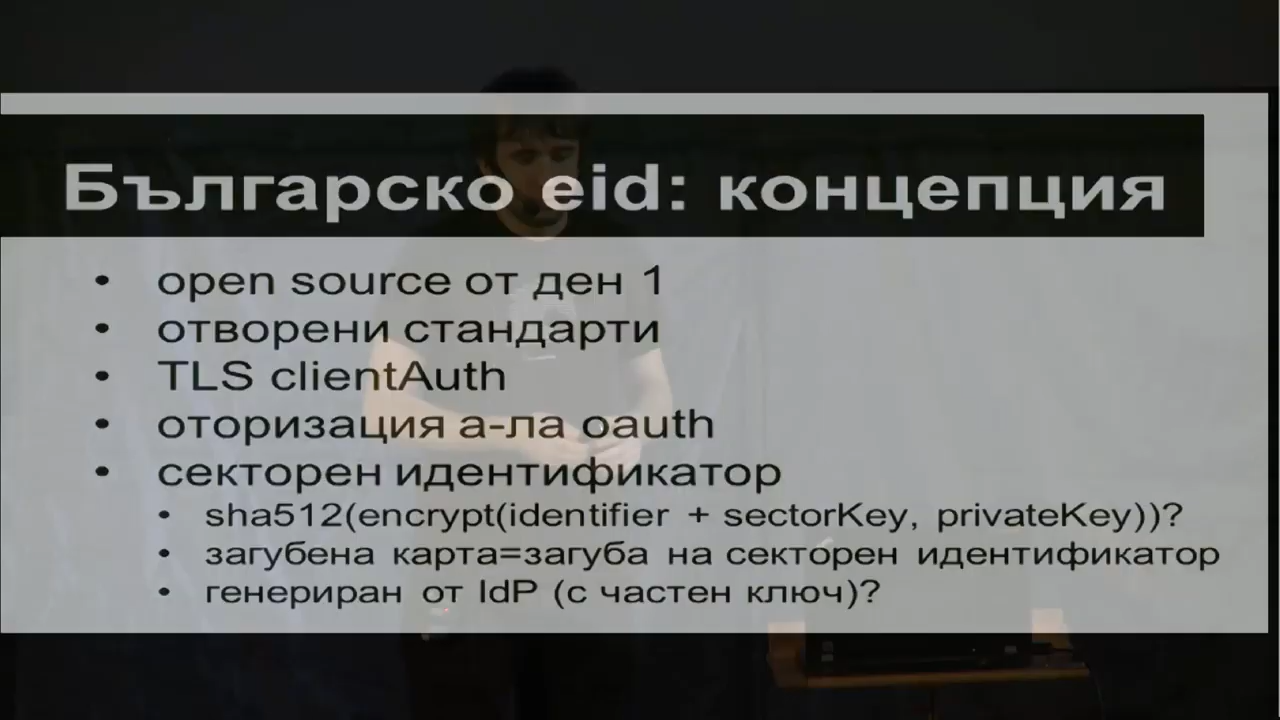 Българско eid: концепция
• open source от ден 1
• отворени стандарти
• TLS clientAuth
• оторизация а-ла oauth
• секторен идентификатор
• sha512(encrypt(identifier + sectorKey, privateKey))?
• загубена карта=загуба на секторен идентификатор
• генериран от IdP (с частен ключ)?